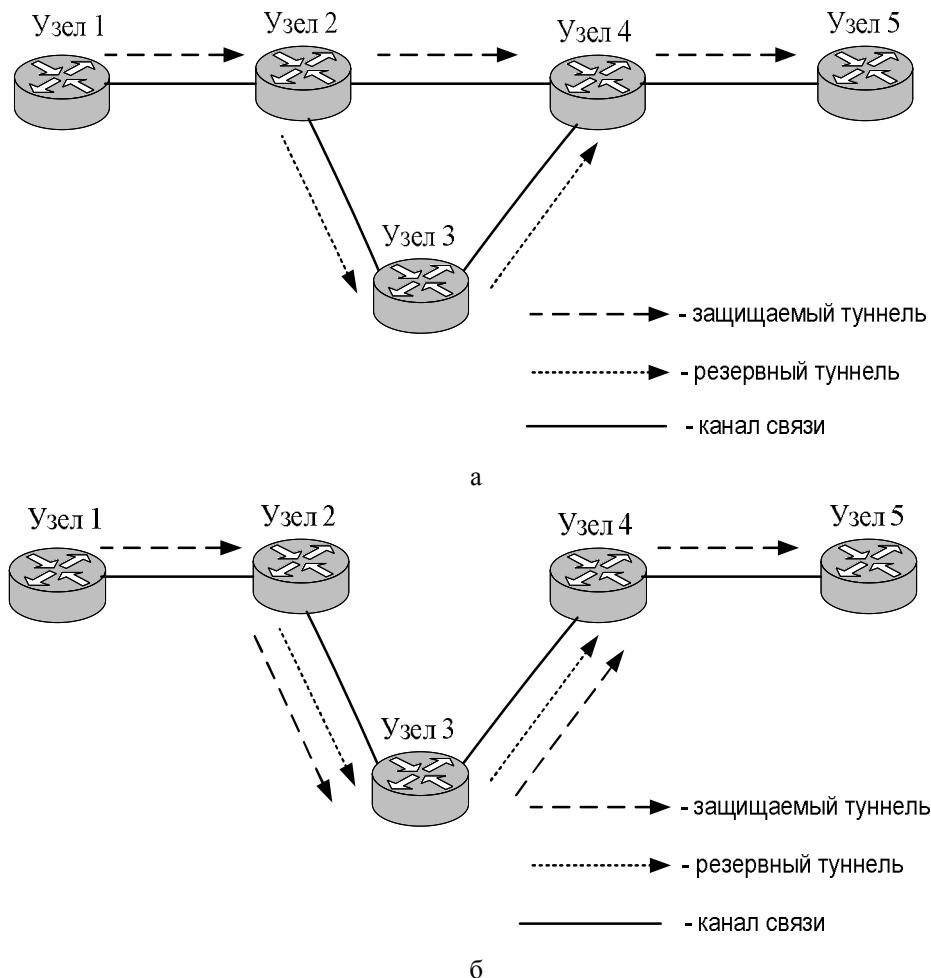 Узел 1
Узел 2
Узел 4
Узел 5
Узел 3
- защищаемый туннель
- резервный туннель
- канал связи
а
Узел 1
Узел 2
Узел 4
Узел 5
Узел 3
- защищаемый туннель
- резервный туннель
- канал связи
б